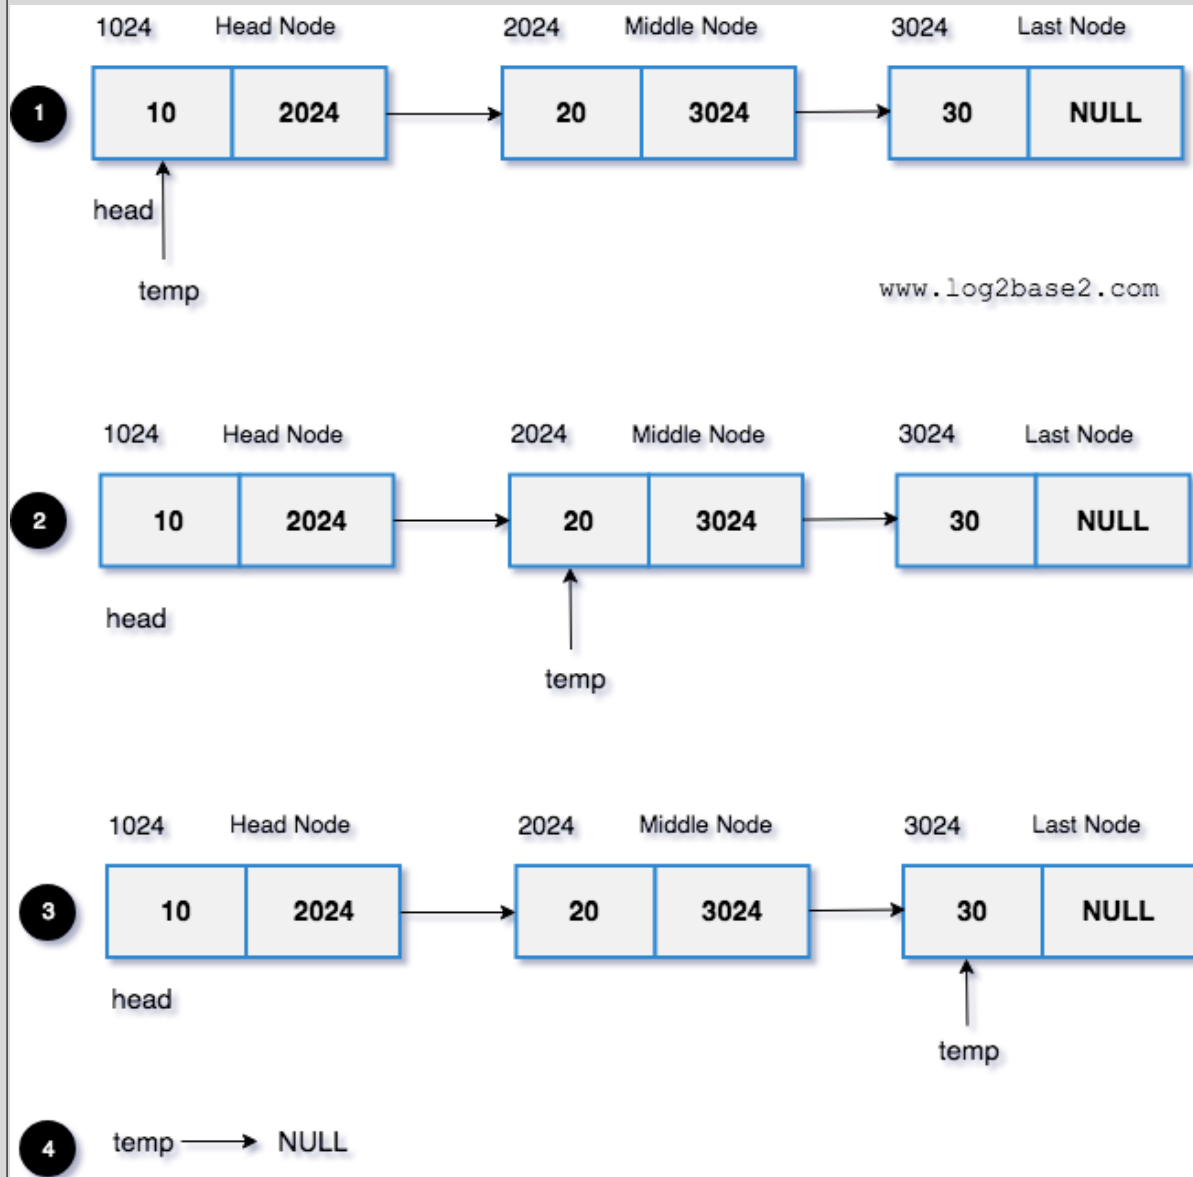 1024 Head Node 2024 Middle Node 3024 Last Node
1 10 2024 20 3024 30 NULL
head
temp
www.log2base2.com
1024 Head Node 2024 Middle Node 3024 Last Node
2 10 2024 20 3024 30 NULL
head
temp
1024 Head Node 2024 Middle Node 3024 Last Node
3 10 2024 20 3024 30 NULL
head
temp
4 temp NULL